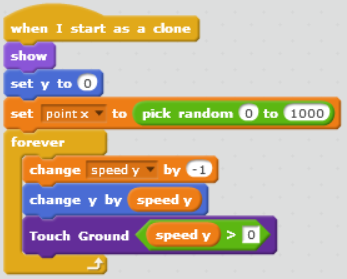 when I start as a clone
show
set y to 0
set point x to pick random 0 to 1000
forever
change speed y by -1
change y by speed y
Touch Ground speed y > 0